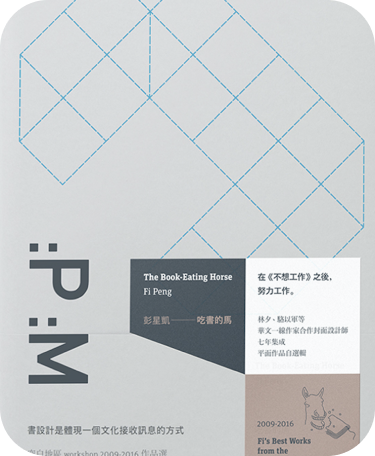 :P:M
The Book-Eating Horse
Fi Peng
彭星凱——吃書的馬
在《不想工作》之後,
努力工作。
林夕、駱以軍等
華文一線作家合作封面設計師
七年集成
平面作品自選輯
2009-2016
Fi's Best Works
from the
書設計是體現一個文化接收訊息的方式
空白地區 workshop 2009-2016 作品選